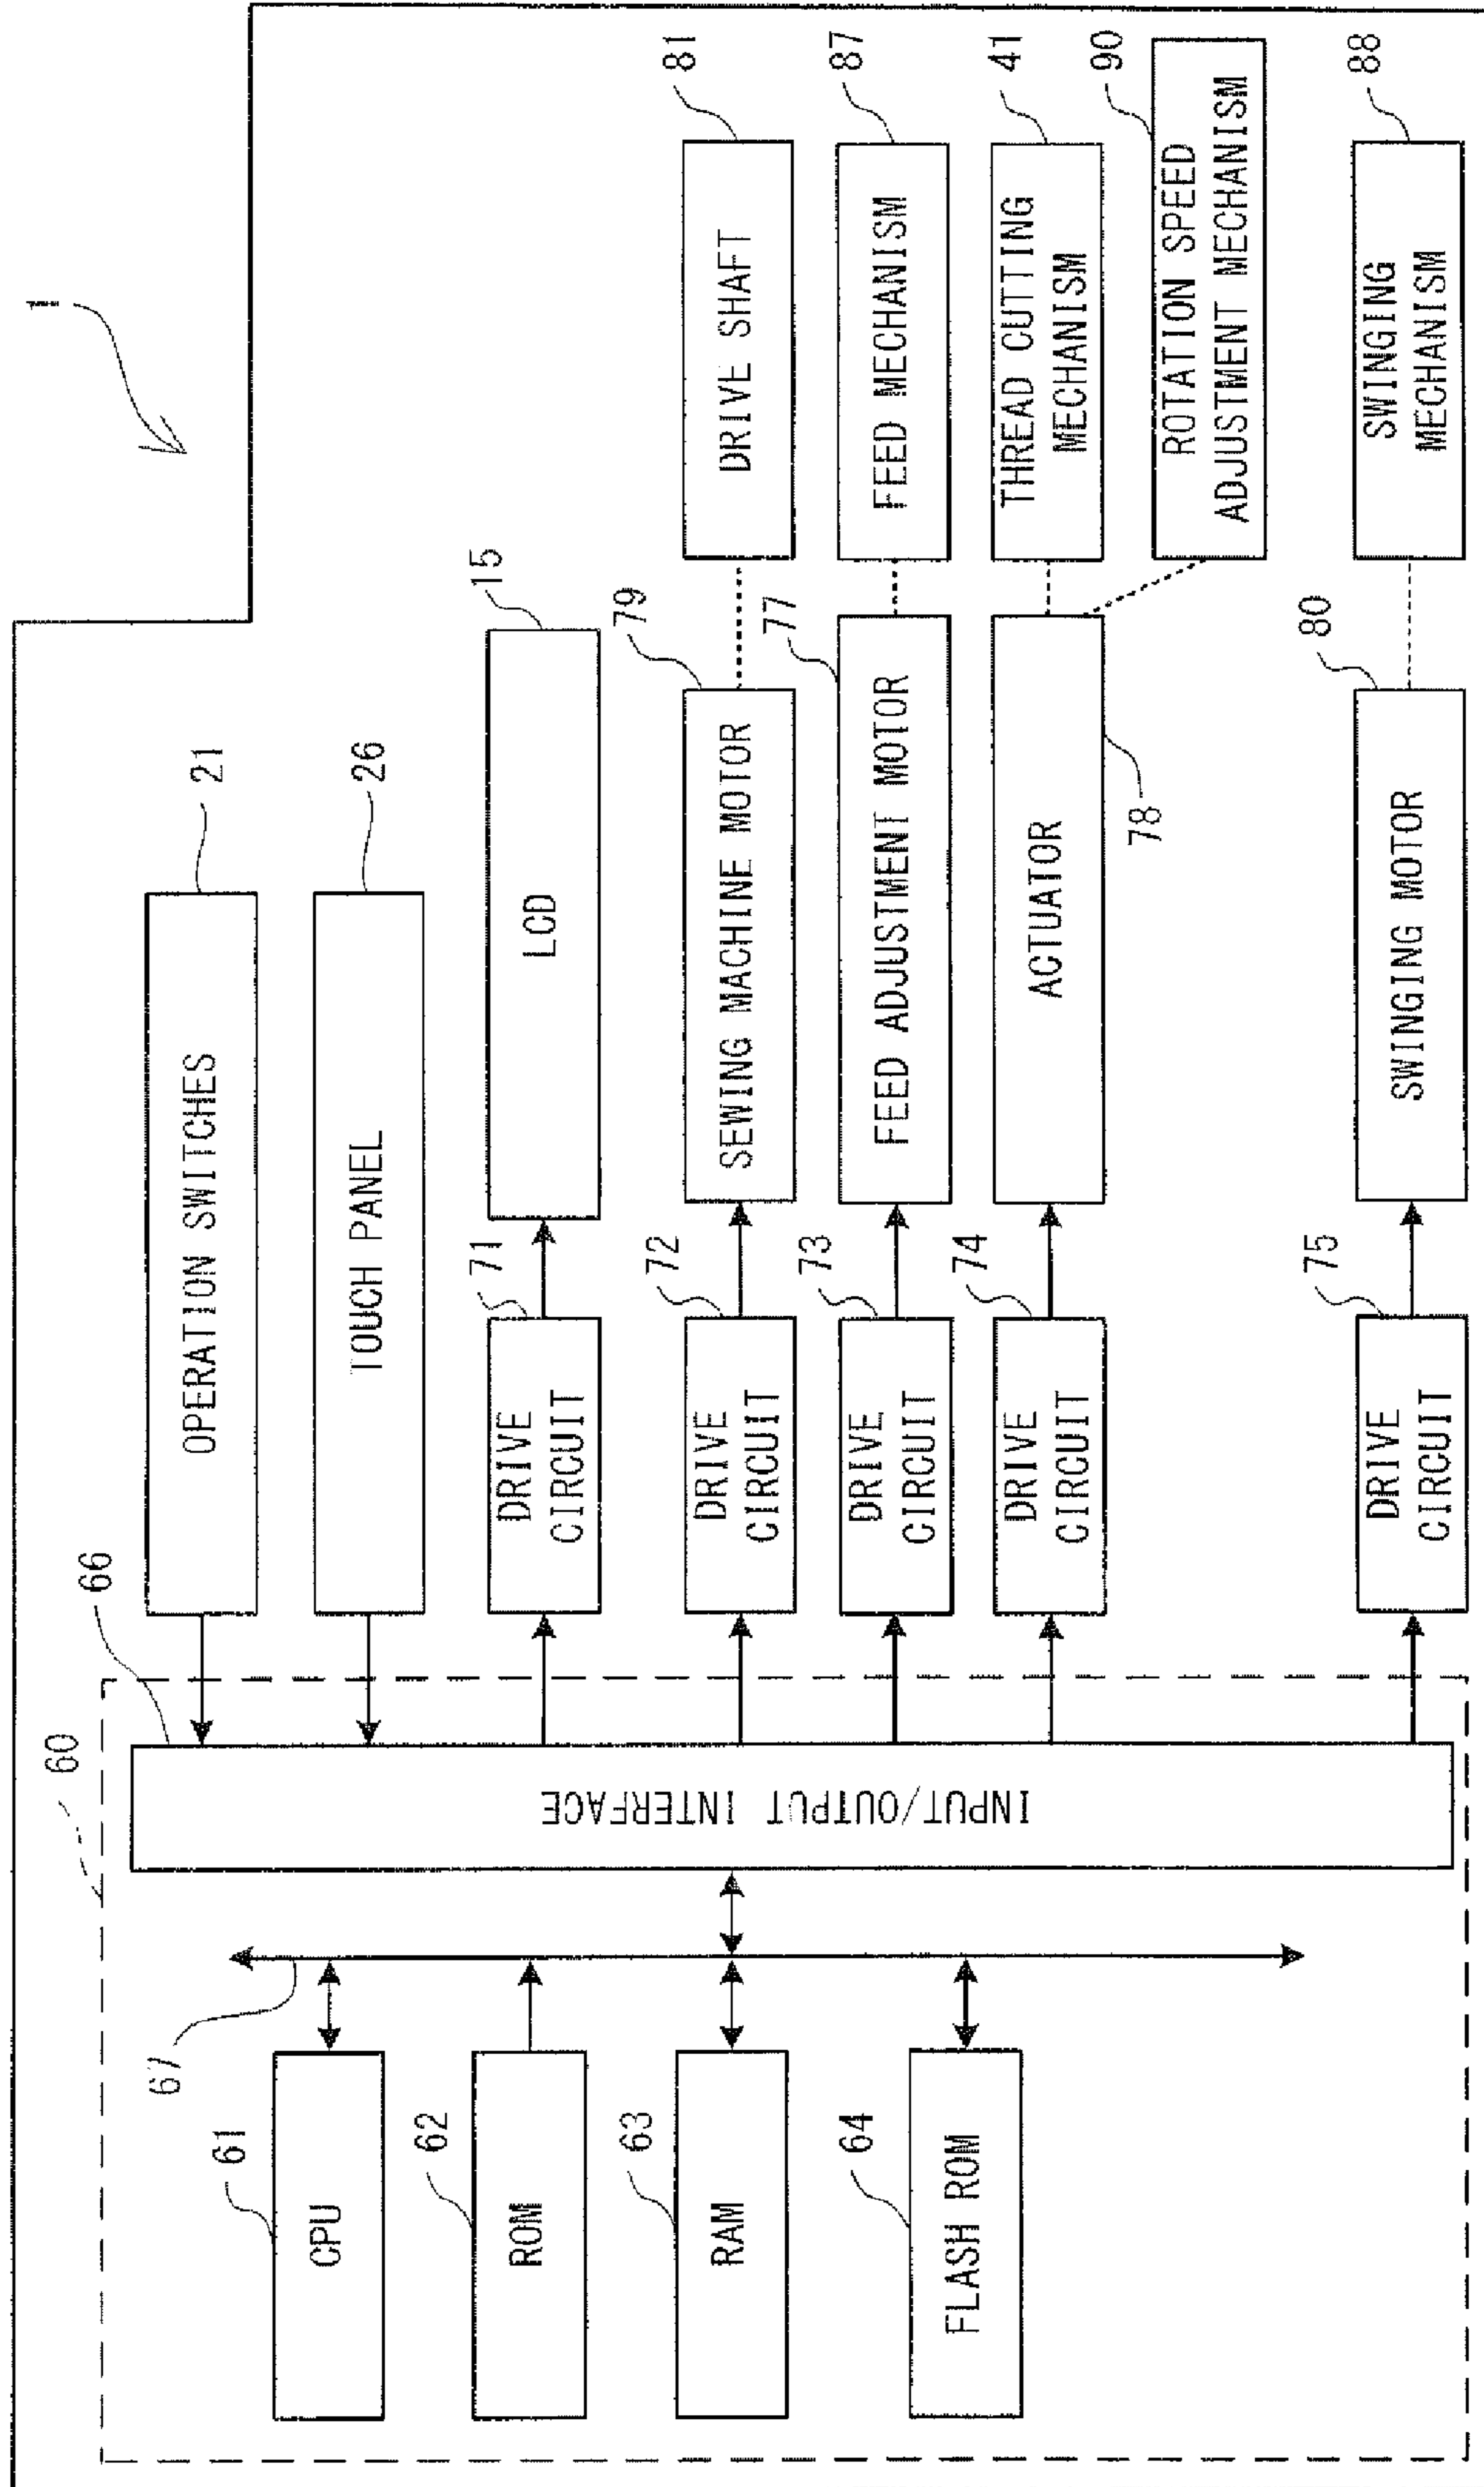 1
60
66
67
61
CPU
62
ROM
63
RAM
64
FLASH ROM
INPUT/OUTPUT INTERFACE
OPERATION SWITCHES
21
TOUCH PANEL
26
DRIVE
CIRCUIT
71
LCD
15
DRIVE
CIRCUIT
72
SEWING MACHINE MOTOR
79
DRIVE SHAFT
81
DRIVE
CIRCUIT
73
FEED ADJUSTMENT MOTOR
77
FEED MECHANISM
87
DRIVE
CIRCUIT
74
ACTUATOR
78
THREAD CUTTING
MECHANISM
41
ROTATION SPEED
ADJUSTMENT MECHANISM
90
DRIVE
CIRCUIT
75
SWINGING MOTOR
80
SWINGING
MECHANISM
88